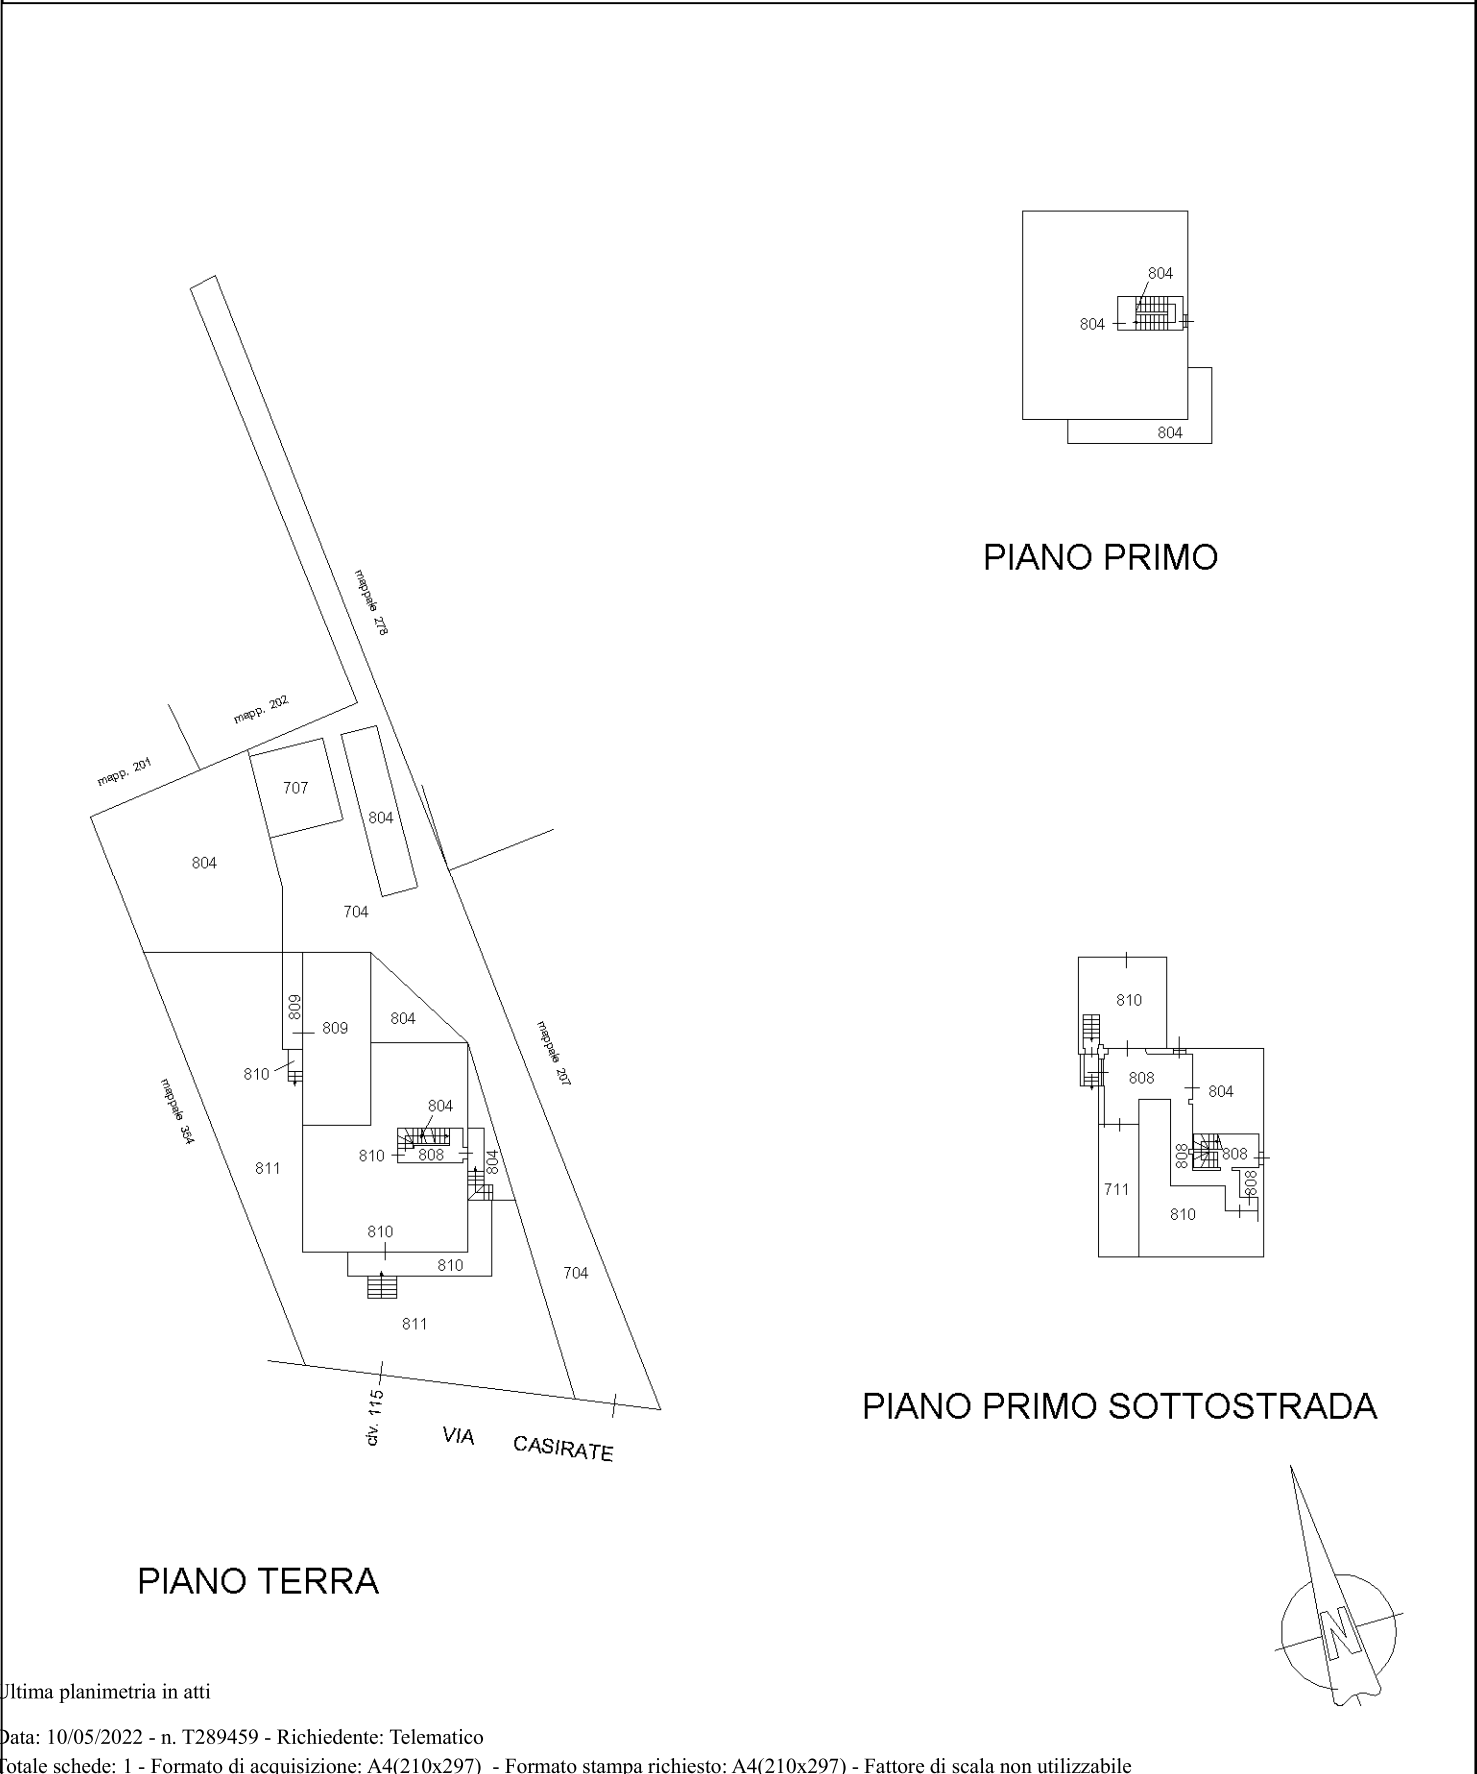 804
804
804
PIANO PRIMO
mappale 278
mapp. 202
mapp. 201
707
804
804
704
809
809
804
810
mappale 207
mappale 354
804
810
808
804
811
810
810
704
811
civ. 115
VIA CASIRATE
PIANO TERRA
810
808
804
808
808
808
711
810
PIANO PRIMO SOTTOSTRADA
N
Ultima planimetria in atti
Data: 10/05/2022 - n. T289459 - Richiedente: Telematico
Totale schede: 1 - Formato di acquisizione: A4(210x297) - Formato stampa richiesto: A4(210x297) - Fattore di scala non utilizzabile